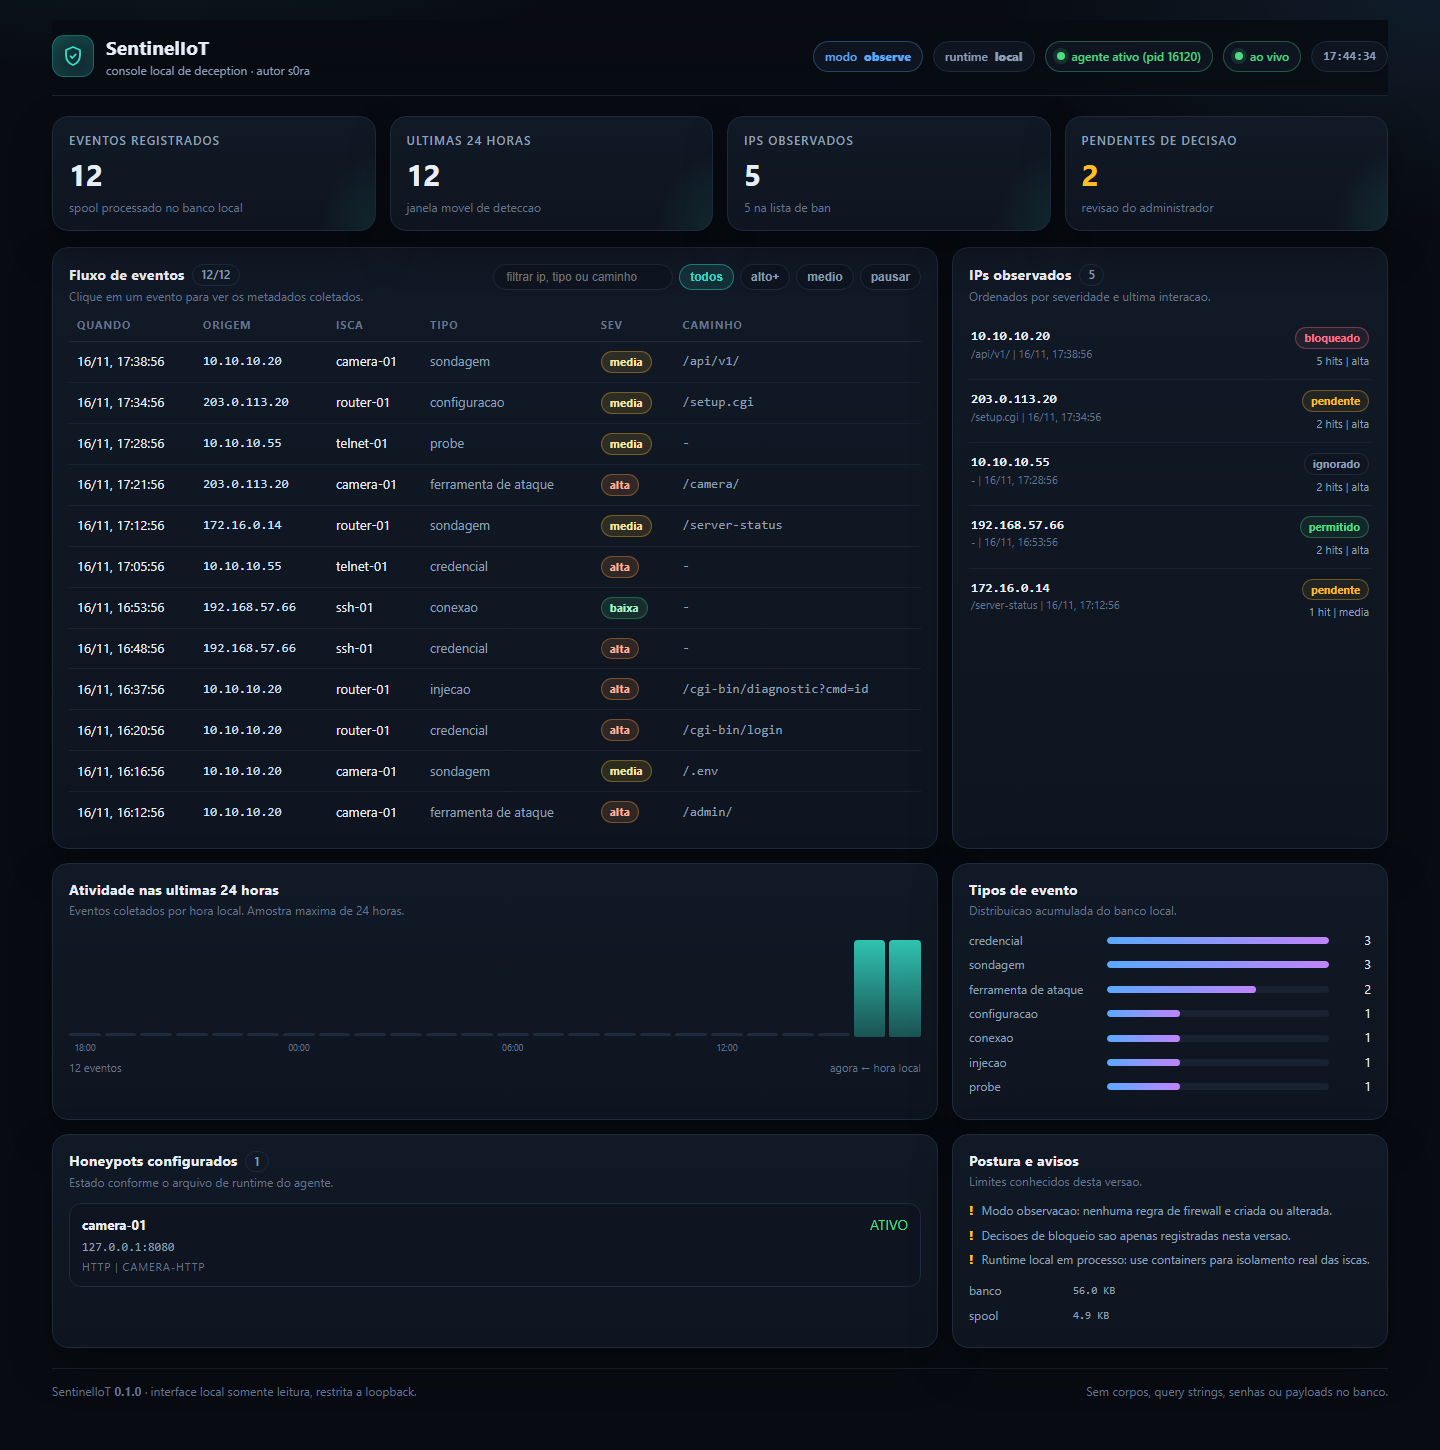 SentinelIoT
console local de deception · autor s0ra
modo observe
runtime local
agente ativo (pid 16120)
ao vivo
17:44:34
EVENTOS REGISTRADOS
12
spool processado no banco local
ULTIMAS 24 HORAS
12
janela movel de deteccao
IPS OBSERVADOS
5
5 na lista de ban
PENDENTES DE DECISAO
2
revisao do administrador
Fluxo de eventos 12/12
Clique em um evento para ver os metadados coletados.
filtrar ip, tipo ou caminho
todos
alto+
medio
pausar
QUANDO ORIGEM ISCA TIPO SEV CAMINHO
16/11, 17:38:56 10.10.10.20 camera-01 sondagem media /api/v1/
16/11, 17:34:56 203.0.113.20 router-01 configuracao media /setup.cgi
16/11, 17:28:56 10.10.10.55 telnet-01 probe media -
16/11, 17:21:56 203.0.113.20 camera-01 ferramenta de ataque alta /camera/
16/11, 17:12:56 172.16.0.14 router-01 sondagem media /server-status
16/11, 17:05:56 10.10.10.55 telnet-01 credencial alta -
16/11, 16:53:56 192.168.57.66 ssh-01 conexao baixa -
16/11, 16:48:56 192.168.57.66 ssh-01 credencial alta -
16/11, 16:37:56 10.10.10.20 router-01 injecao alta /cgi-bin/diagnostic?cmd=id
16/11, 16:20:56 10.10.10.20 router-01 credencial alta /cgi-bin/login
16/11, 16:16:56 10.10.10.20 camera-01 sondagem media /.env
16/11, 16:12:56 10.10.10.20 camera-01 ferramenta de ataque alta /admin/
IPs observados 5
Ordenados por severidade e ultima interacao.
10.10.10.20 bloqueado
/api/v1/ | 16/11, 17:38:56 5 hits | alta
203.0.113.20 pendente
/setup.cgi | 16/11, 17:34:56 2 hits | alta
10.10.10.55 ignorado
- | 16/11, 17:28:56 2 hits | alta
192.168.57.66 permitido
- | 16/11, 16:53:56 2 hits | alta
172.16.0.14 pendente
/server-status | 16/11, 17:12:56 1 hit | media
Atividade nas ultimas 24 horas
Eventos coletados por hora local. Amostra maxima de 24 horas.
18:00 00:00 06:00 12:00
12 eventos agora ← hora local
Tipos de evento
Distribuicao acumulada do banco local.
credencial 3
sondagem 3
ferramenta de ataque 2
configuracao 1
conexao 1
injecao 1
probe 1
Honeypots configurados 1
Estado conforme o arquivo de runtime do agente.
camera-01 ATIVO
127.0.0.1:8080
HTTP | CAMERA-HTTP
Postura e avisos
Limites conhecidos desta versao.
! Modo observacao: nenhuma regra de firewall e criada ou alterada.
! Decisoes de bloqueio sao apenas registradas nesta versao.
! Runtime local em processo: use containers para isolamento real das iscas.
banco 56.0 KB
spool 4.9 KB
SentinelIoT 0.1.0 · interface local somente leitura, restrita a loopback.
Sem corpos, query strings, senhas ou payloads no banco.